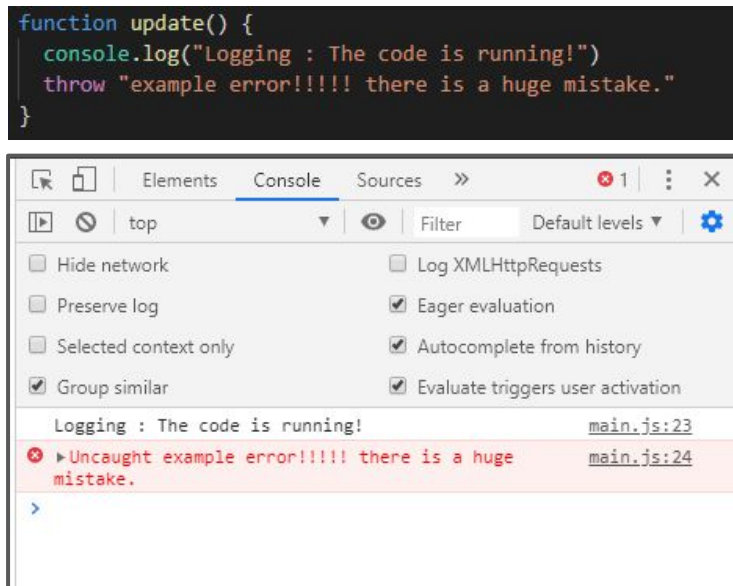 function update() {
  console.log("Logging : The code is running!")
  throw "example error!!!!! there is a huge mistake."
}
Elements Console Sources » 1
top Filter Default levels ▼
Hide network Log XMLHttpRequests
Preserve log Eager evaluation
Selected context only Autocomplete from history
Group similar Evaluate triggers user activation
Logging : The code is running! main.js:23
Uncaught example error!!!!! there is a huge main.js:24
mistake.
>